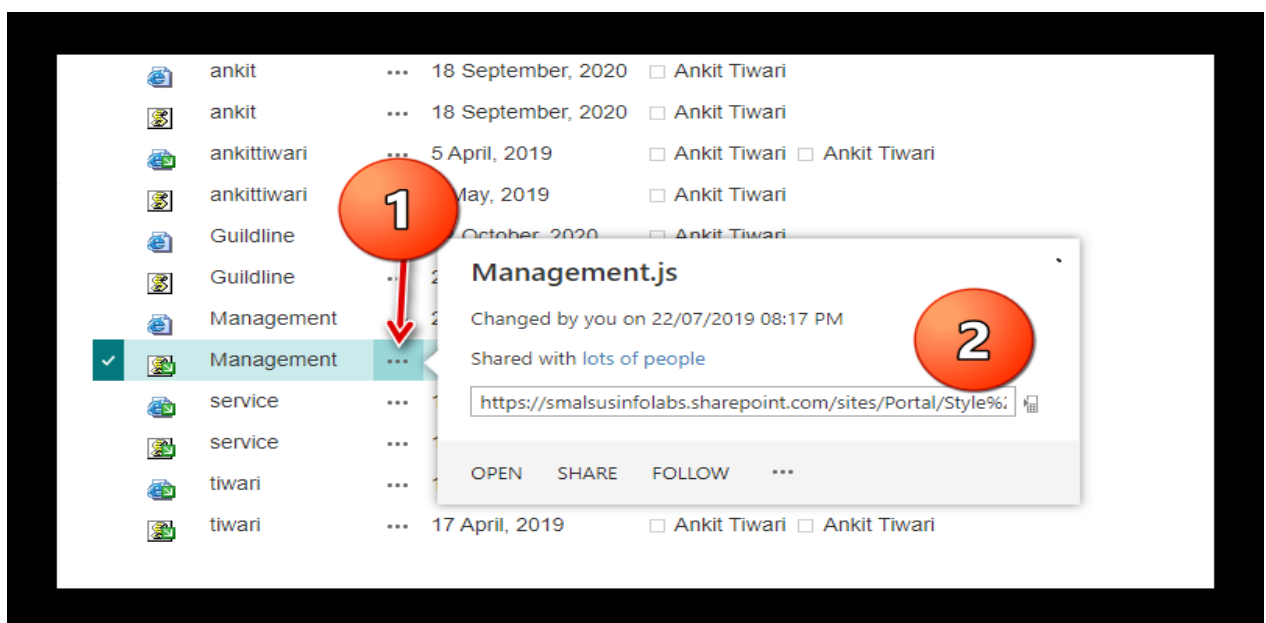 ankit ••• 18 September, 2020 Ankit Tiwari
ankit ••• 18 September, 2020 Ankit Tiwari
ankittiwari ••• 5 April, 2019 Ankit Tiwari Ankit Tiwari
ankittiwari May, 2019 Ankit Tiwari
1
Guildline October, 2020 Ankit Tiwari
Guildline
Management
Management •••
service •••
service •••
tiwari •••
tiwari ••• 17 April, 2019 Ankit Tiwari Ankit Tiwari
Management.js
Changed by you on 22/07/2019 08:17 PM
2
Shared with lots of people
https://smalsusinfolabs.sharepoint.com/sites/Portal/Style%
OPEN SHARE FOLLOW •••